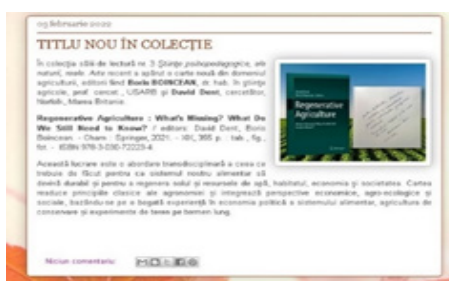 03 februarie 2022
TITLU NOU ÎN COLECȚIE
În colecția sălii de lectură nr. 3 Științe psihopedagogice, ale
naturii, reale. Arte recent a apărut o carte nouă din domeniul
agriculturii, editori fiind Boris BOINCEAN, dr. hab. în științe
agricole, prof. cercet., USARB și David Dent, cercetător,
Norfolk, Marea Britanie.
Regenerative Agriculture : What's Missing? What Do
We Still Need to Know? / editors: David Dent, Boris
Boincean. - Cham : Springer, 2021. - XIX, 355 p. : tab., fig.,
fot. - ISBN 978-3-030-72223-4.
Această lucrare este o abordare transdisciplinară a ceea ce
trebuie de făcut pentru ca sistemul nostru alimentar să
devină durabil și pentru a regenera solul și resursele de apă, habitatul, economia și societatea. Cartea
readuce principiile clasice ale agronomiei și integrează perspective economice, agro-ecologice și
sociale, bazându-se pe o bogată experiență în economia politică a sistemului alimentar, agricultura de
conservare și experimente de teren pe termen lung.
Regenerative
Agriculture
Niciun comentariu: